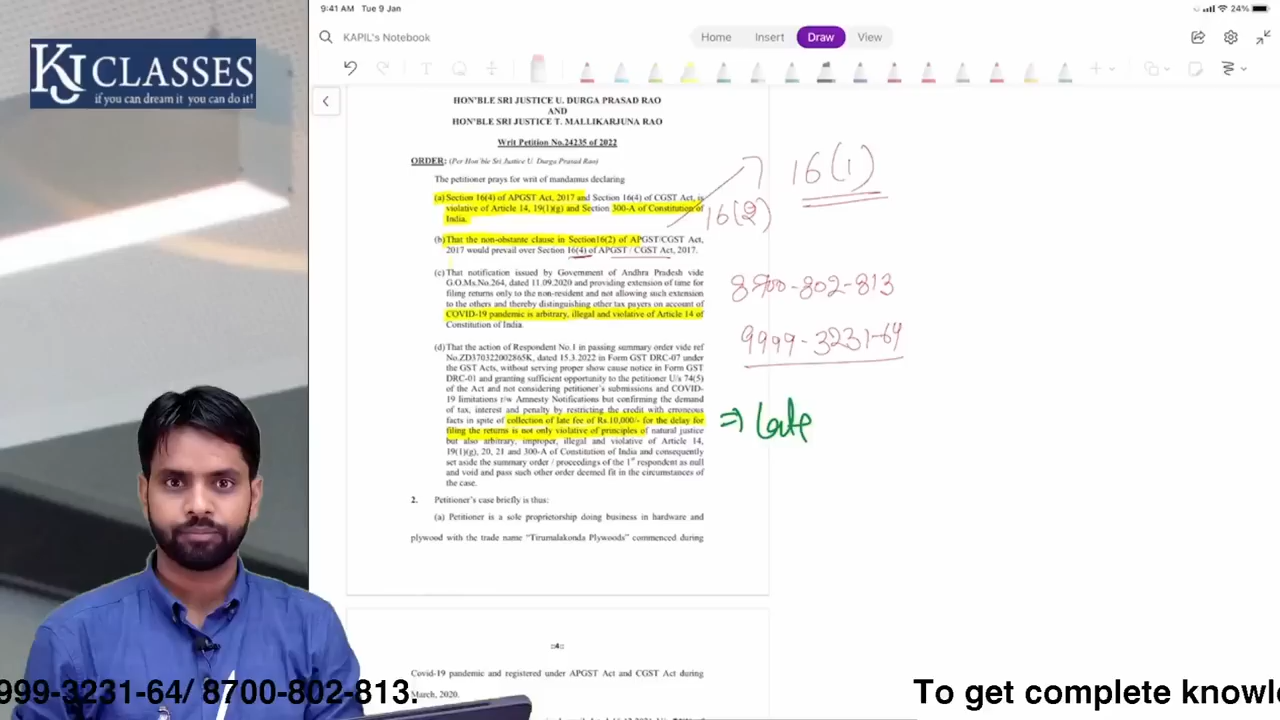 9:41 AM Tue 9 Jan
24%
KAPIL's Notebook
Home Insert Draw View
KJ CLASSES
if you can dream it you can do it!
HON'BLE SRI JUSTICE U. DURGA PRASAD RAO
AND
HON'BLE SRI JUSTICE T. MALLIKARJUNA RAO
Writ Petition No.24235 of 2022
ORDER: (Per Hon'ble Sri Justice U. Durga Prasad Rao)
The petitioner prays for writ of mandamus declaring
(a) Section 16(4) of APGST Act, 2017 and Section 16(4) of CGST Act, is
violative of Article 14, 19(1)(g) and Section 300-A of Constitution of
India.
(b) That the non-obstante clause in Section16(2) of APGST/CGST Act,
2017 would prevail over Section 16(4) of APGST / CGST Act, 2017.
(c) That notification issued by Government of Andhra Pradesh vide
G.O.Ms.No.264, dated 11.09.2020 and providing extension of time for
filing returns only to the non-resident and not allowing such extension
to the others and thereby distinguishing other tax payers on account of
COVID-19 pandemic is arbitrary, illegal and violative of Article 14 of
Constitution of India.
(d) That the action of Respondent No.1 in passing summary order vide ref
No.ZD370322002865K, dated 15.3.2022 in Form GST DRC-07 under
the GST Acts, without serving proper show cause notice in Form GST
DRC-01 and granting sufficient opportunity to the petitioner U/s 74(5)
of the Act and not considering petitioner's submissions and COVID-
19 limitations r/w Amnesty Notifications but confirming the demand
of tax, interest and penalty by restricting the credit with erroneous
facts in spite of collection of late fee of Rs.10,000/- for the delay for
filing the returns is not only violative of principles of natural justice
but also arbitrary, improper, illegal and violative of Article 14,
19(1)(g), 20, 21 and 300-A of Constitution of India and consequently
set aside the summary order / proceedings of the 1st respondent as null
and void and pass such other order deemed fit in the circumstances of
the case.
2. Petitioner's case briefly is thus:
(a) Petitioner is a sole proprietorship doing business in hardware and
plywood with the trade name “Tirumalakonda Plywoods” commenced during
16(1)
16(2)
8700-802-813
9999-3231-64
⇒ Late
4
Covid-19 pandemic and registered under APGST Act and CGST Act during
March, 2020.
999-3231-64/ 8700-802-813.
To get complete knowle